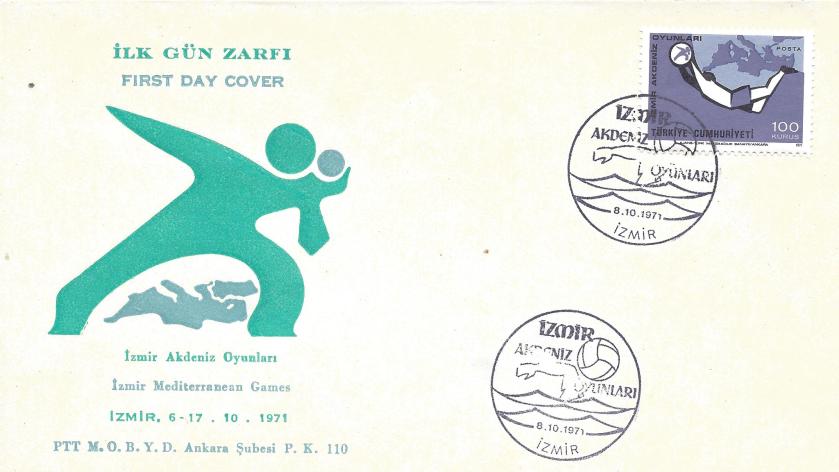 İLK GÜN ZARFI
FIRST DAY COVER
İzmir Akdeniz Oyunları
İzmir Mediterranean Games
İZMİR, 6-17 . 10 . 1971
PTT M. O. B. Y. D. Ankara Şubesi P. K. 110
İZMİR AKDENİZ OYUNLARI
POSTA
100
KURUŞ
TÜRKİYE CUMHURİYETİ
İZMİR
AKDENİZ
OYUNLARI
8.10.1971
İZMİR
İZMİR
AKDENİZ
OYUNLARI
8.10.1971
İZMİR